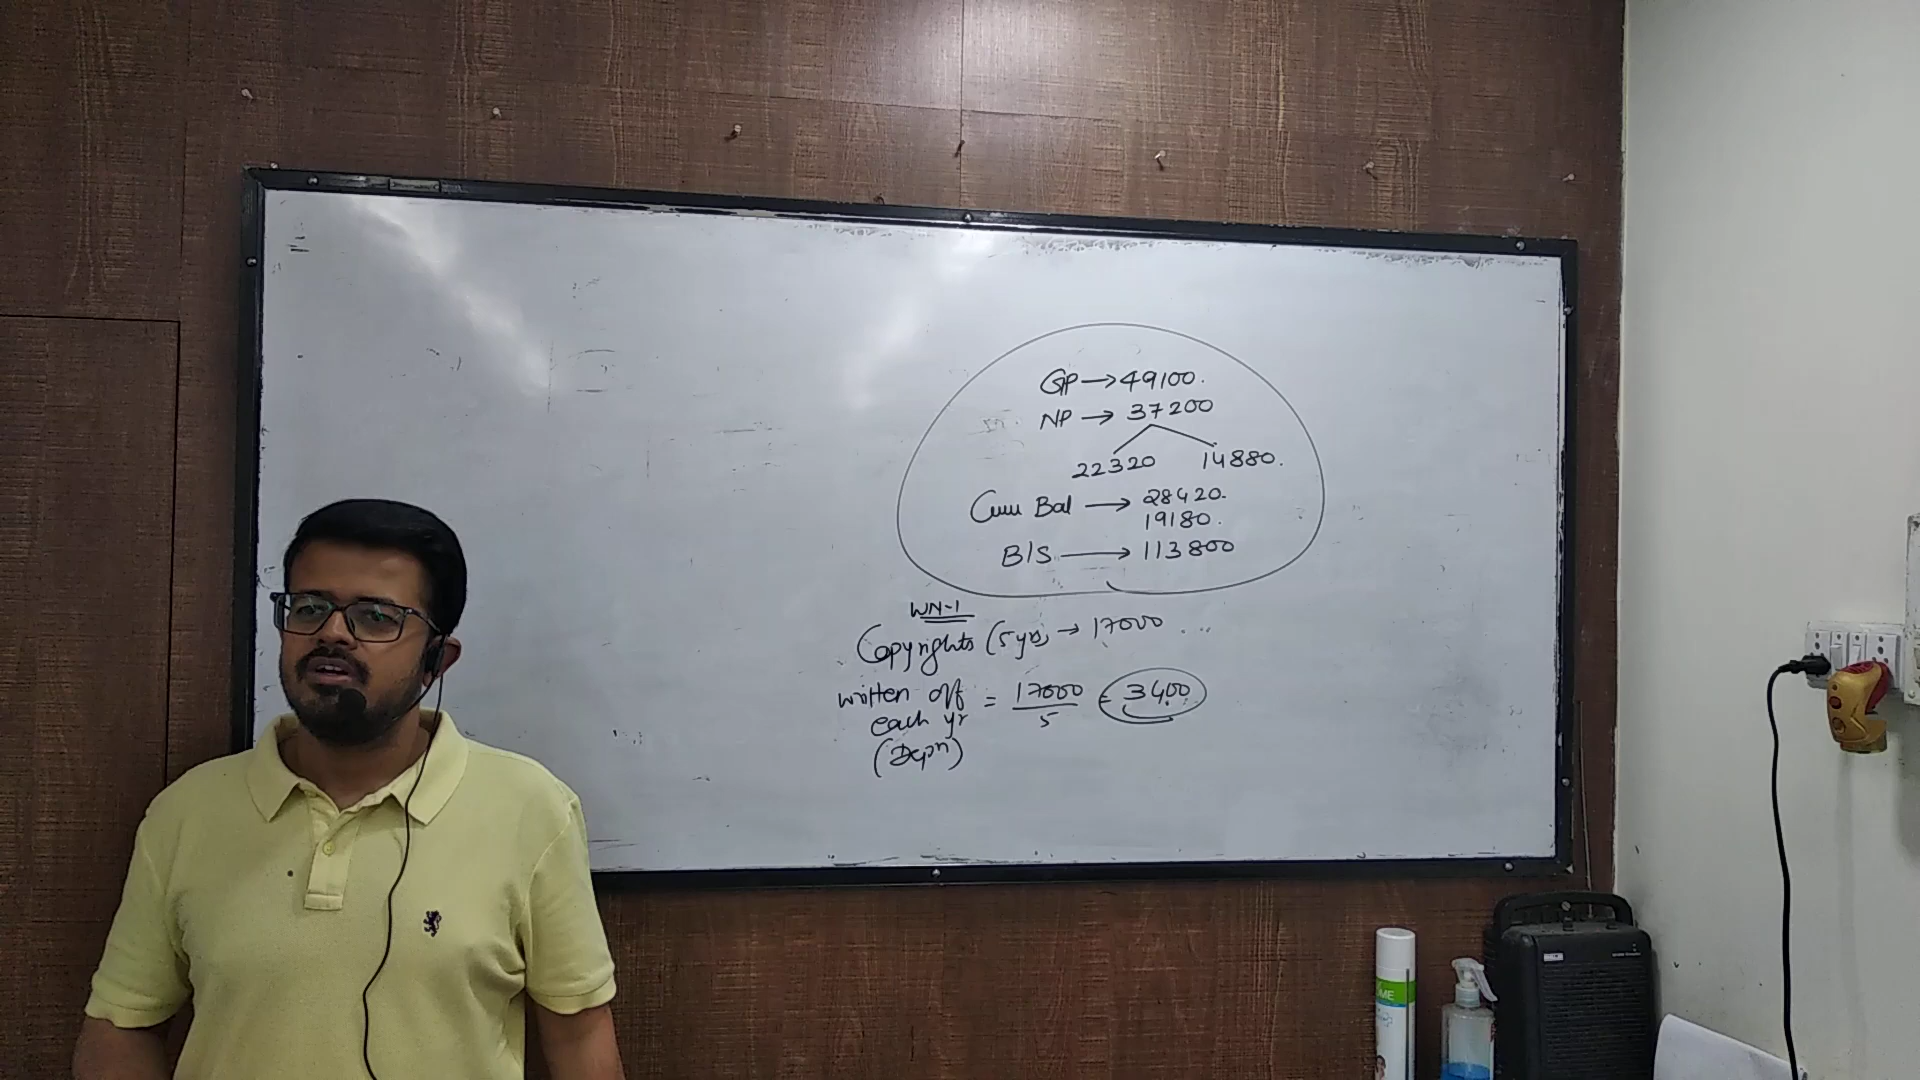 GP → 49100.
NP → 37200
22320 14880.
Curr Bal → 28420.
19180.
B/S → 113800
WN-1
Copyrights (5 yrs) → 17000
written off each yr (Depn) = 17000 / 5 = 3400
ME